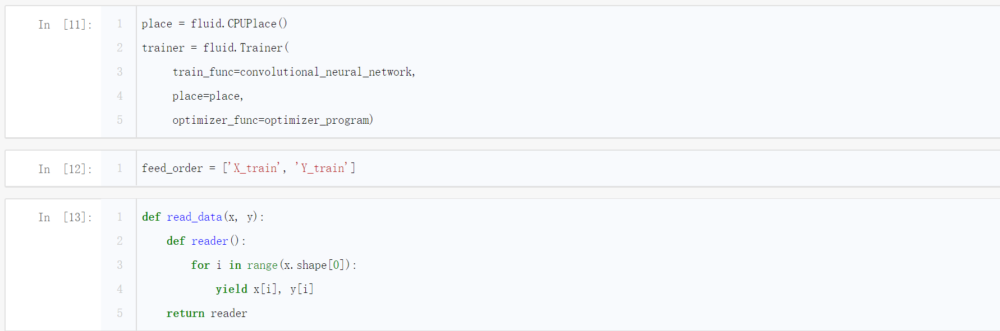 In [11]:
1 place = fluid.CPUPlace()
2 trainer = fluid.Trainer(
3     train_func=convolutional_neural_network,
4     place=place,
5     optimizer_func=optimizer_program)
In [12]:
1 feed_order = ['X_train', 'Y_train']
In [13]:
1 def read_data(x, y):
2     def reader():
3         for i in range(x.shape[0]):
4             yield x[i], y[i]
5     return reader